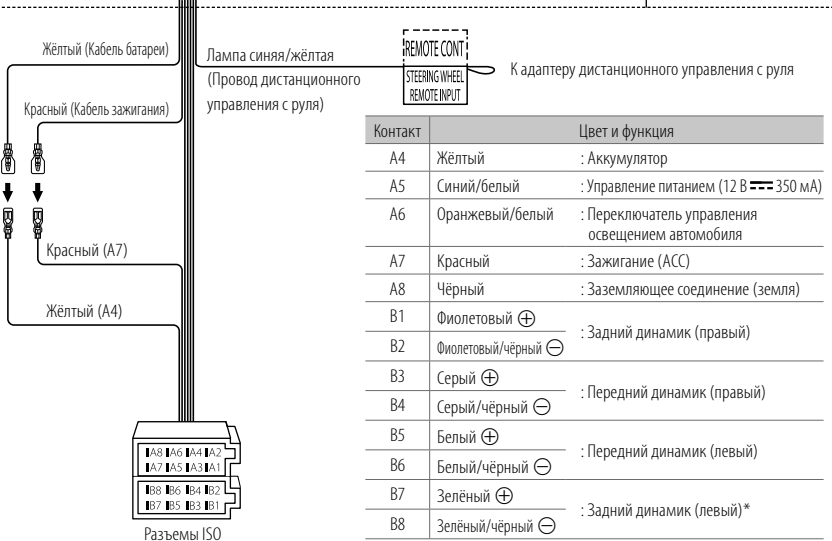 Жёлтый (Кабель батареи)
Лампа синяя/жёлтая
(Провод дистанционного
управления с руля)
REMOTE CONT
STEERING WHEEL
REMOTE INPUT
К адаптеру дистанционного управления с руля
Красный (Кабель зажигания)
Красный (A7)
Жёлтый (A4)
Контакт Цвет и функция
A4 Жёлтый : Аккумулятор
A5 Синий/белый : Управление питанием (12 В ⎓ 350 мА)
A6 Оранжевый/белый : Переключатель управления
освещением автомобиля
A7 Красный : Зажигание (ACC)
A8 Чёрный : Заземляющее соединение (земля)
B1 Фиолетовый ⊕
: Задний динамик (правый)
B2 Фиолетовый/чёрный ⊖
B3 Серый ⊕
: Передний динамик (правый)
B4 Серый/чёрный ⊖
B5 Белый ⊕
: Передний динамик (левый)
B6 Белый/чёрный ⊖
B7 Зелёный ⊕
: Задний динамик (левый)*
B8 Зелёный/чёрный ⊖
A8 A6 A4 A2
A7 A5 A3 A1
B8 B6 B4 B2
B7 B5 B3 B1
Разъемы ISO